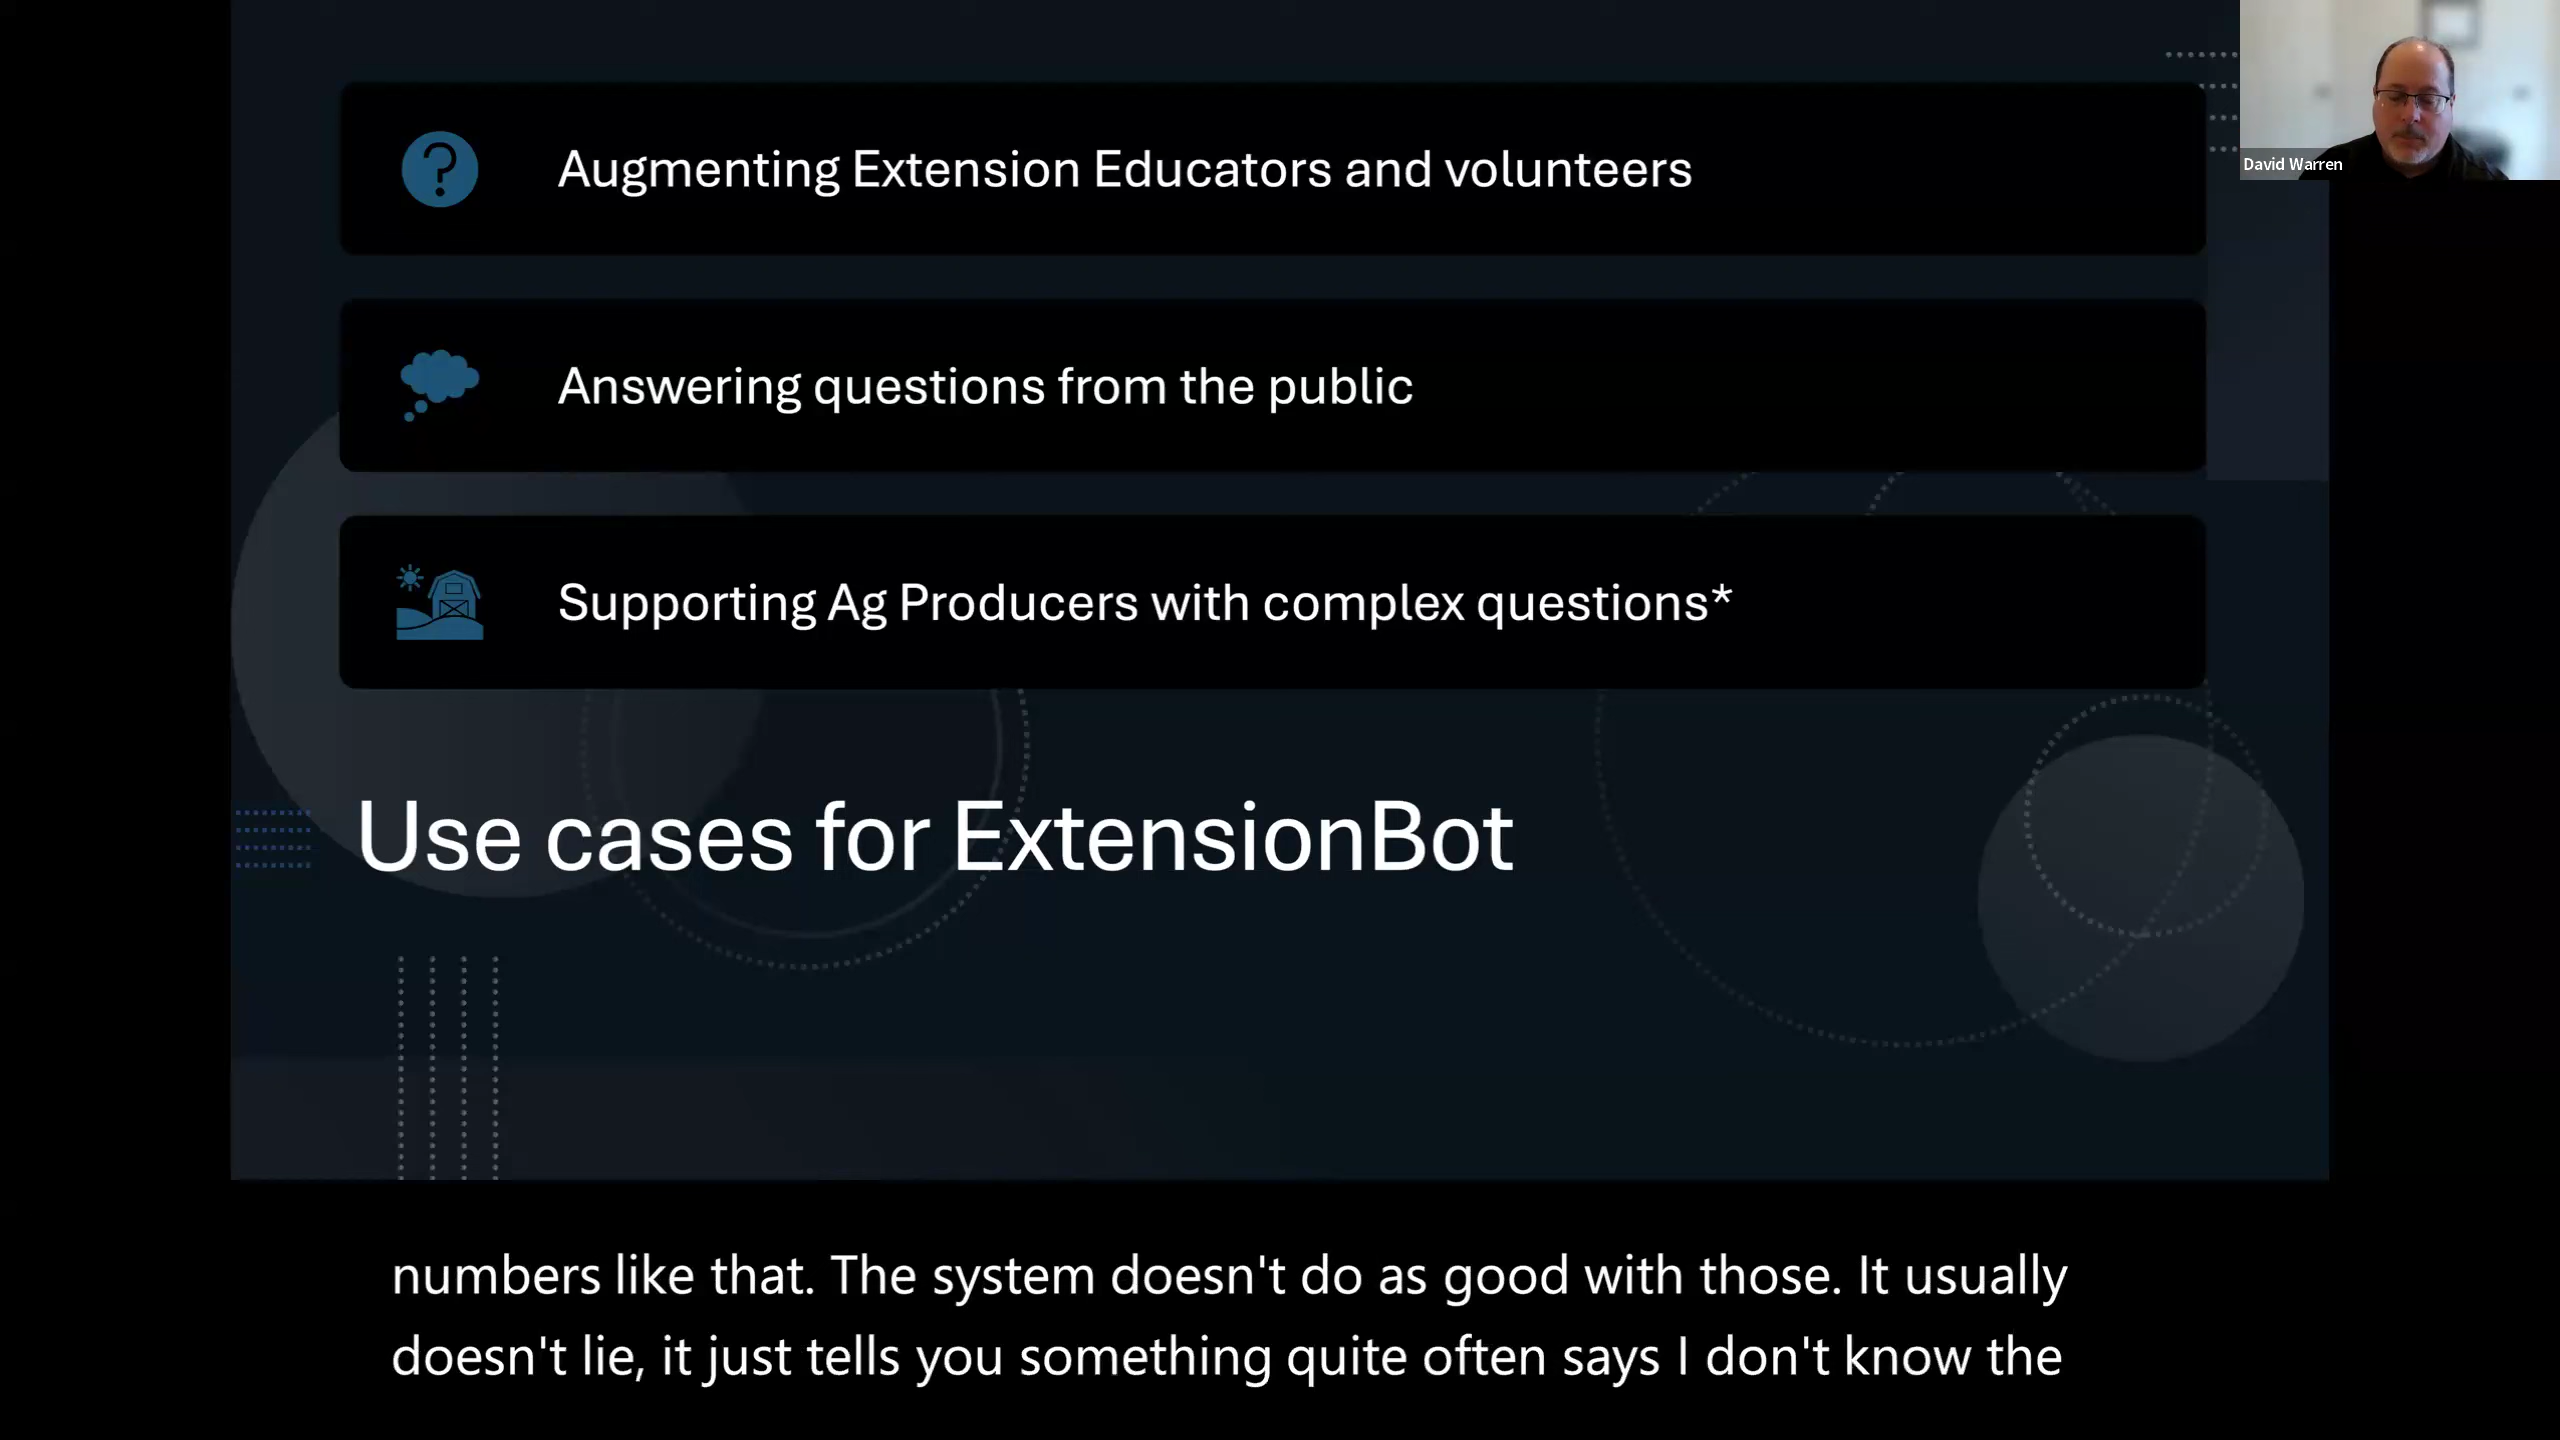 Augmenting Extension Educators and volunteers
David Warren
Answering questions from the public
Supporting Ag Producers with complex questions*
Use cases for ExtensionBot
numbers like that. The system doesn't do as good with those. It usually
doesn't lie, it just tells you something quite often says I don't know the